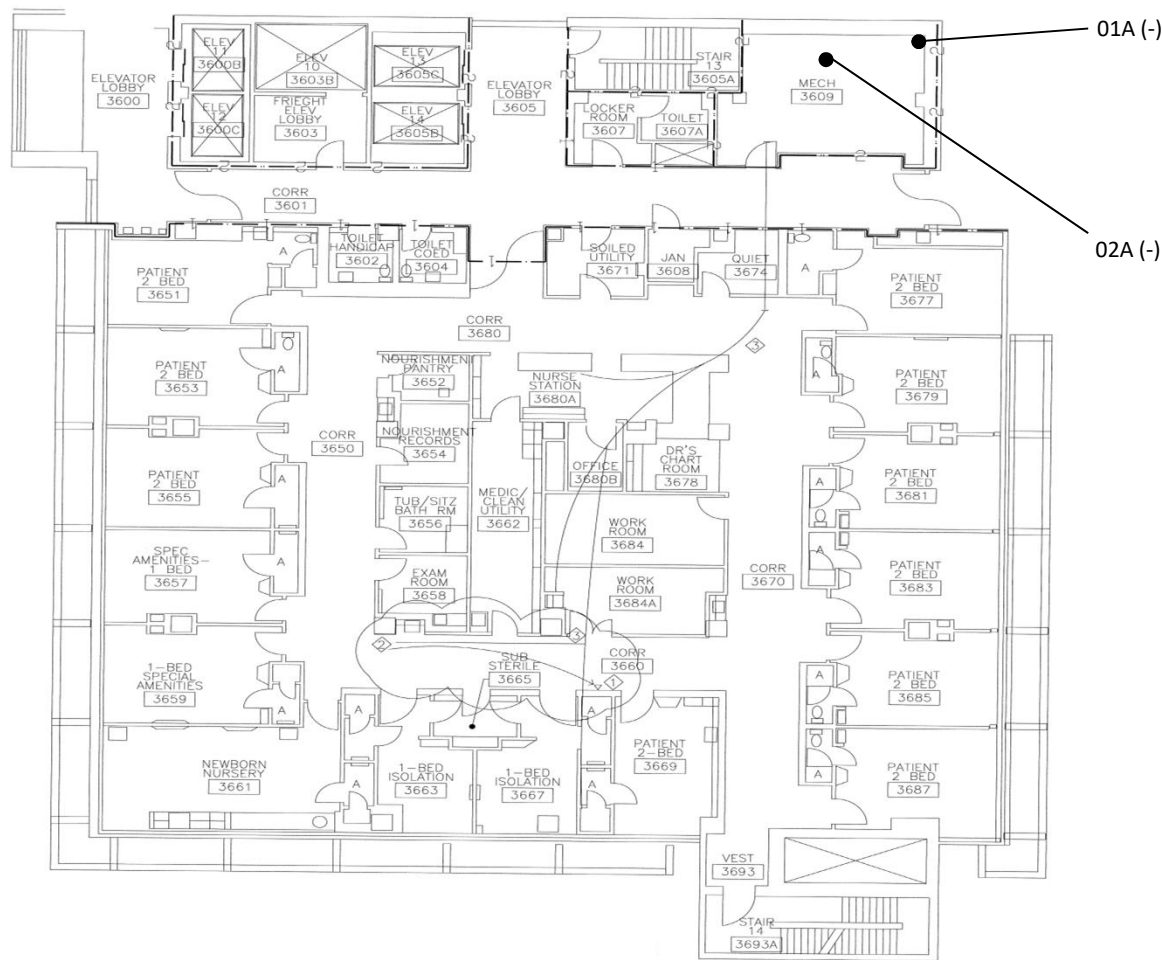 01A (-)
02A (-)
ELEV
11
3600B
ELEV
10
3603B
ELEV
13
3605C
STAIR
13
3605A
MECH
3609
ELEVATOR
LOBBY
3600
ELEV
12
3600C
FRIEGHT
ELEV
LOBBY
3603
ELEV
14
3605B
ELEVATOR
LOBBY
3605
LOCKER
ROOM
3607
TOILET
3607A
CORR
3601
TOILET
HANDICAP
3602
TOILET
COED
3604
SOILED
UTILITY
3671
JAN
3608
QUIET
3674
A
A
PATIENT
2 BED
3651
PATIENT
2 BED
3677
CORR
3680
3
PATIENT
2 BED
3653
A
NOURISHMENT
PANTRY
3652
NURSE
STATION
3680A
A
PATIENT
2 BED
3679
CORR
3650
NOURISHMENT
RECORDS
3654
OFFICE
3680B
DR'S
CHART
ROOM
3678
PATIENT
2 BED
3655
A
TUB/SITZ
BATH RM
3656
MEDIC/
CLEAN
UTILITY
3662
WORK
ROOM
3684
A
PATIENT
2 BED
3681
SPEC
AMENITIES-
1 BED
3657
A
EXAM
ROOM
3658
WORK
ROOM
3684A
CORR
3670
A
PATIENT
2 BED
3683
2
3
1-BED
SPECIAL
AMENITIES
3659
A
SUB
STERILE
3665
CORR
3660
1
A
PATIENT
2 BED
3685
A
A
NEWBORN
NURSERY
3661
A
1-BED
ISOLATION
3663
1-BED
ISOLATION
3667
A
PATIENT
2-BED
3669
A
PATIENT
2 BED
3687
VEST
3693
STAIR
14
3693A